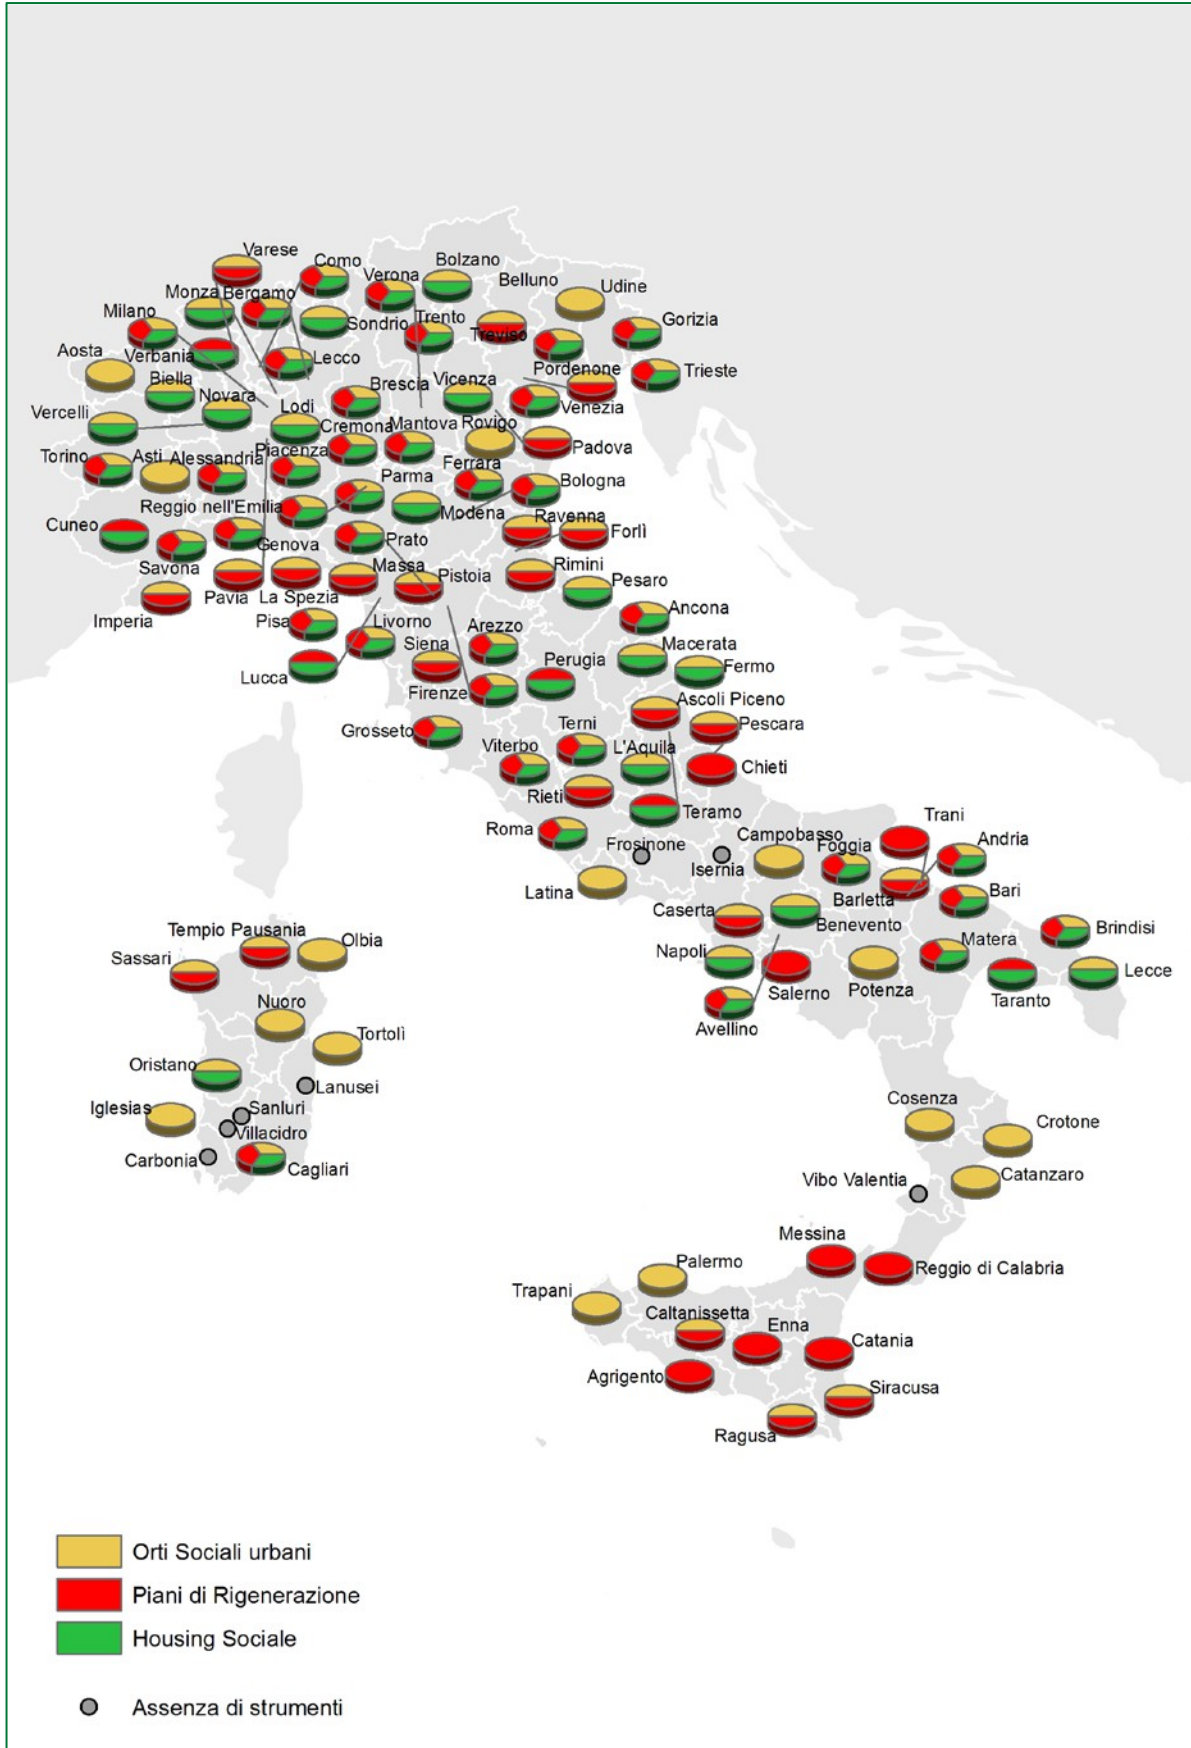 Varese
Como
Verona
Bolzano
Belluno
Udine
Monza
Bergamo
Milano
Sondrio
Trento
Treviso
Gorizia
Aosta
Verbania
Lecco
Pordenone
Trieste
Biella
Novara
Brescia
Vicenza
Venezia
Vercelli
Lodi
Cremona
Mantova
Rovigo
Padova
Torino
Asti
Alessandria
Piacenza
Ferrara
Bologna
Parma
Reggio nell'Emilia
Modena
Ravenna
Cuneo
Genova
Prato
Forlì
Savona
Pavia
La Spezia
Massa
Pistoia
Rimini
Pesaro
Imperia
Pisa
Livorno
Arezzo
Ancona
Siena
Macerata
Lucca
Firenze
Perugia
Fermo
Ascoli Piceno
Grosseto
Terni
Pescara
Viterbo
L'Aquila
Chieti
Rieti
Teramo
Roma
Frosinone
Isernia
Campobasso
Foggia
Trani
Andria
Latina
Barletta
Bari
Caserta
Benevento
Brindisi
Tempio Pausania
Olbia
Sassari
Napoli
Salerno
Potenza
Matera
Taranto
Lecce
Nuoro
Avellino
Tortolì
Oristano
Lanusei
Iglesias
Sanluri
Villacidro
Carbonia
Cagliari
Cosenza
Crotone
Vibo Valentia
Catanzaro
Messina
Palermo
Reggio di Calabria
Trapani
Caltanissetta
Enna
Catania
Agrigento
Siracusa
Ragusa
Orti Sociali urbani
Piani di Rigenerazione
Housing Sociale
Assenza di strumenti